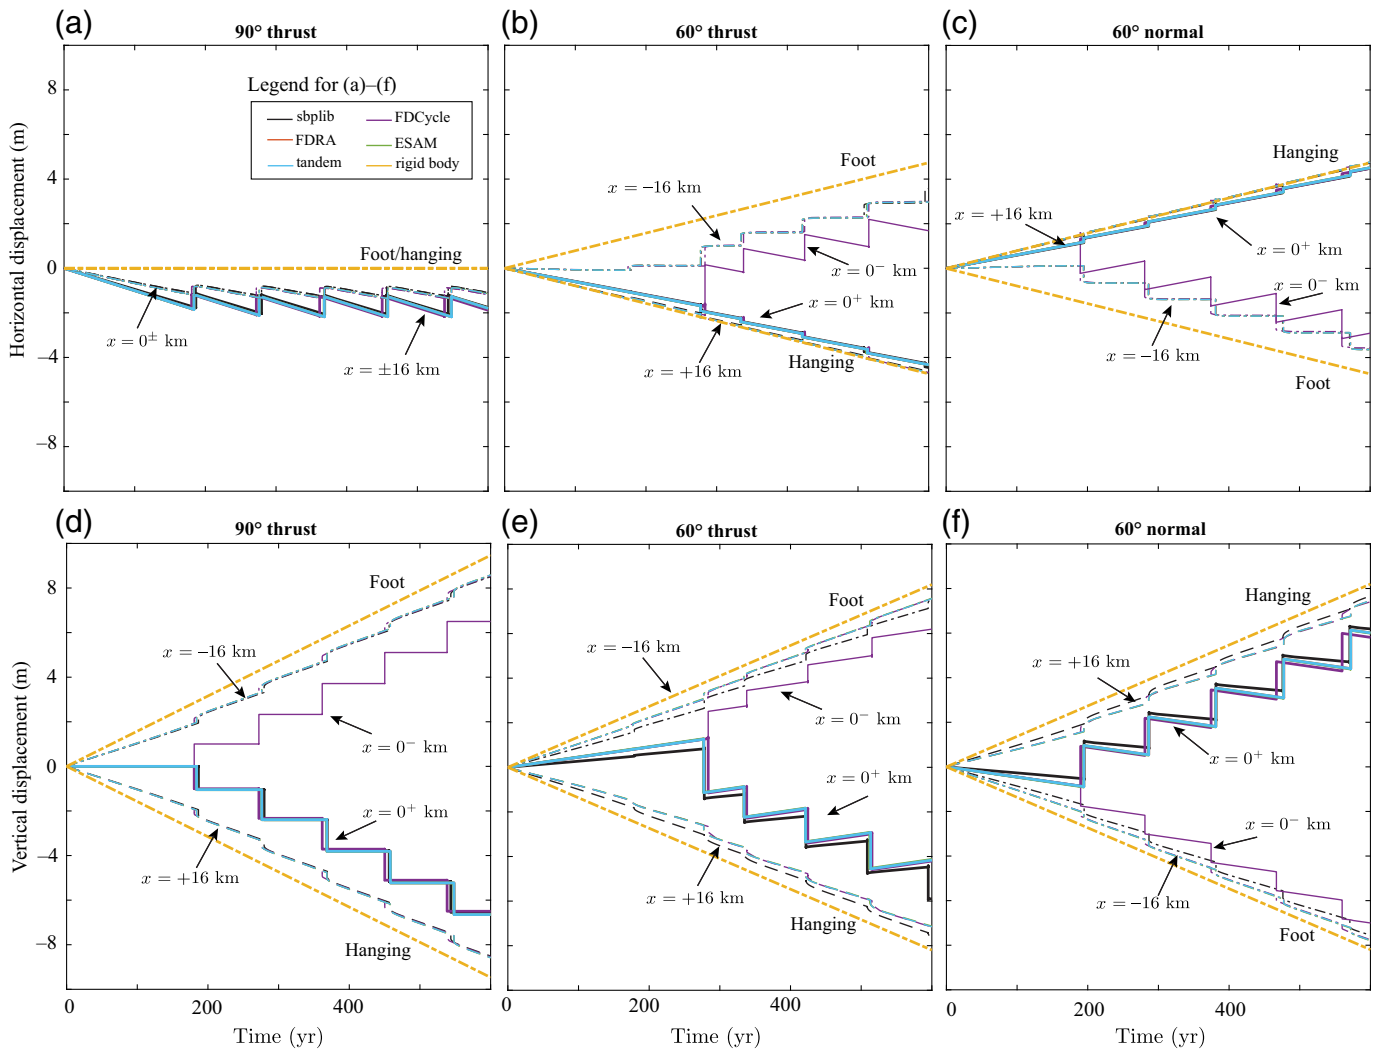 (a)
90° thrust
(b)
60° thrust
(c)
60° normal
Horizontal displacement (m)
8
4
0
−4
−8
Legend for (a)–(f)
sbplib
FDCycle
FDRA
ESAM
tandem
rigid body
Foot/hanging
x = 0± km
x = ±16 km
Foot
x = −16 km
x = 0− km
x = 0+ km
x = +16 km
Hanging
Hanging
x = +16 km
x = 0+ km
x = 0− km
x = −16 km
Foot
(d)
90° thrust
(e)
60° thrust
(f)
60° normal
Vertical displacement (m)
8
4
0
−4
−8
Foot
x = −16 km
x = 0− km
x = 0+ km
x = +16 km
Hanging
Foot
x = −16 km
x = 0− km
x = 0+ km
x = +16 km
Hanging
Hanging
x = +16 km
x = 0+ km
x = 0− km
x = −16 km
Foot
0 200 400
0 200 400
0 200 400
Time (yr)
Time (yr)
Time (yr)